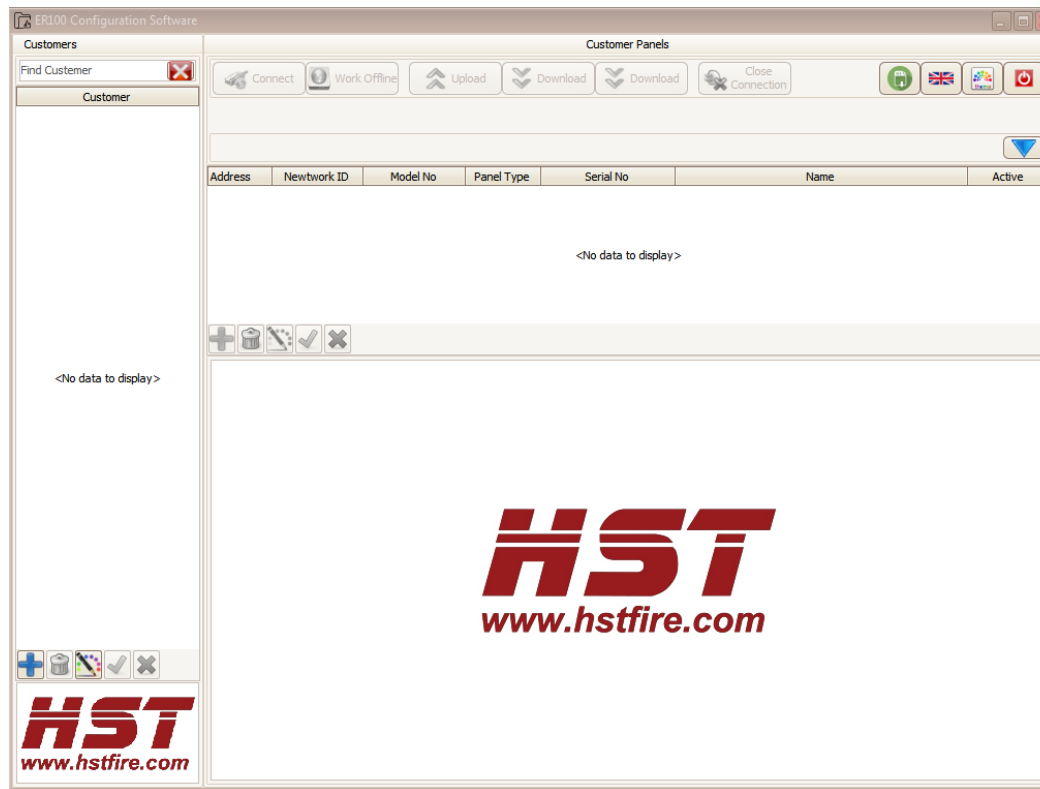 ER100 Configuration Software
Customers
Customer Panels
Find Custemer
Connect
Work Offline
Upload
Download
Download
Close
Connection
theme
Customer
Address Newtwork ID Model No Panel Type Serial No Name Active
<No data to display>
<No data to display>
HST
www.hstfire.com
HST
www.hstfire.com